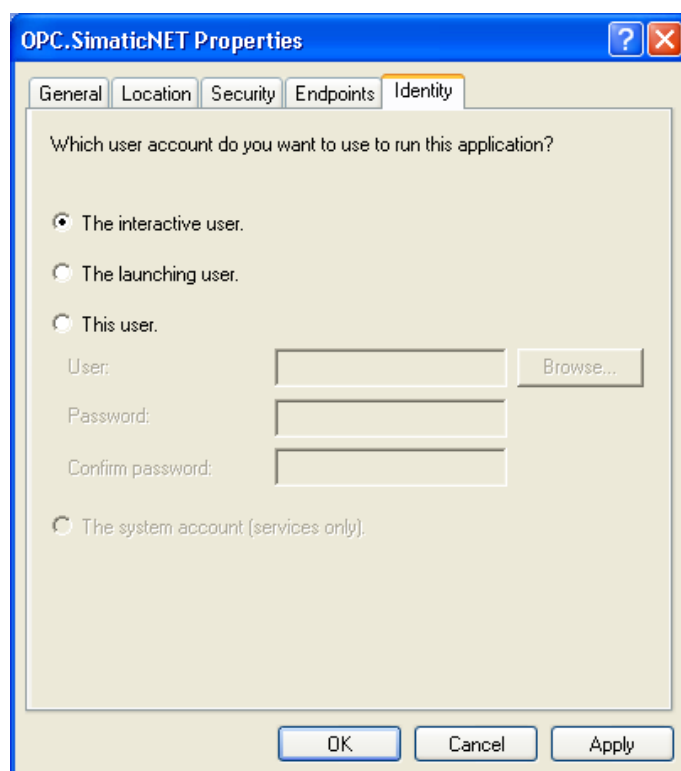 OPC.SimaticNET Properties
General Location Security Endpoints Identity
Which user account do you want to use to run this application?
The interactive user.
The launching user.
This user.
User: Browse...
Password:
Confirm password:
The system account (services only).
OK Cancel Apply